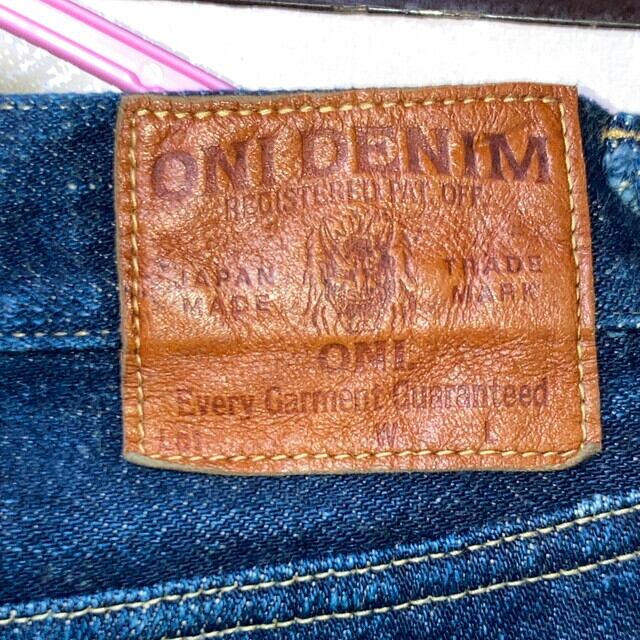 ONI DENIM
REGISTERED PAT. OFF.
JAPAN TRADE
MADE MARK
ONI.
Every Garment Guaranteed
W L